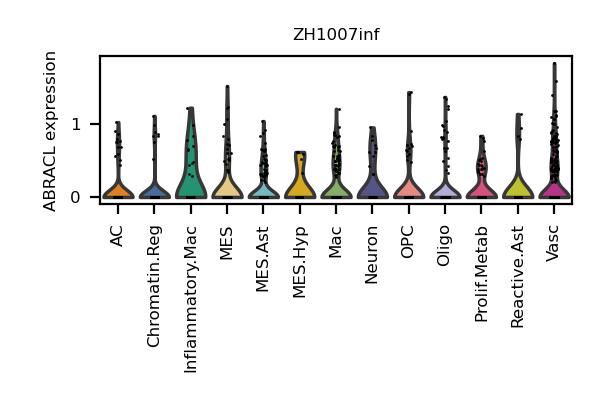 ZH1007inf
ABRACL expression
1
0
AC
Chromatin.Reg
Inflammatory.Mac
MES
MES.Ast
MES.Hyp
Mac
Neuron
OPC
Oligo
Prolif.Metab
Reactive.Ast
Vasc